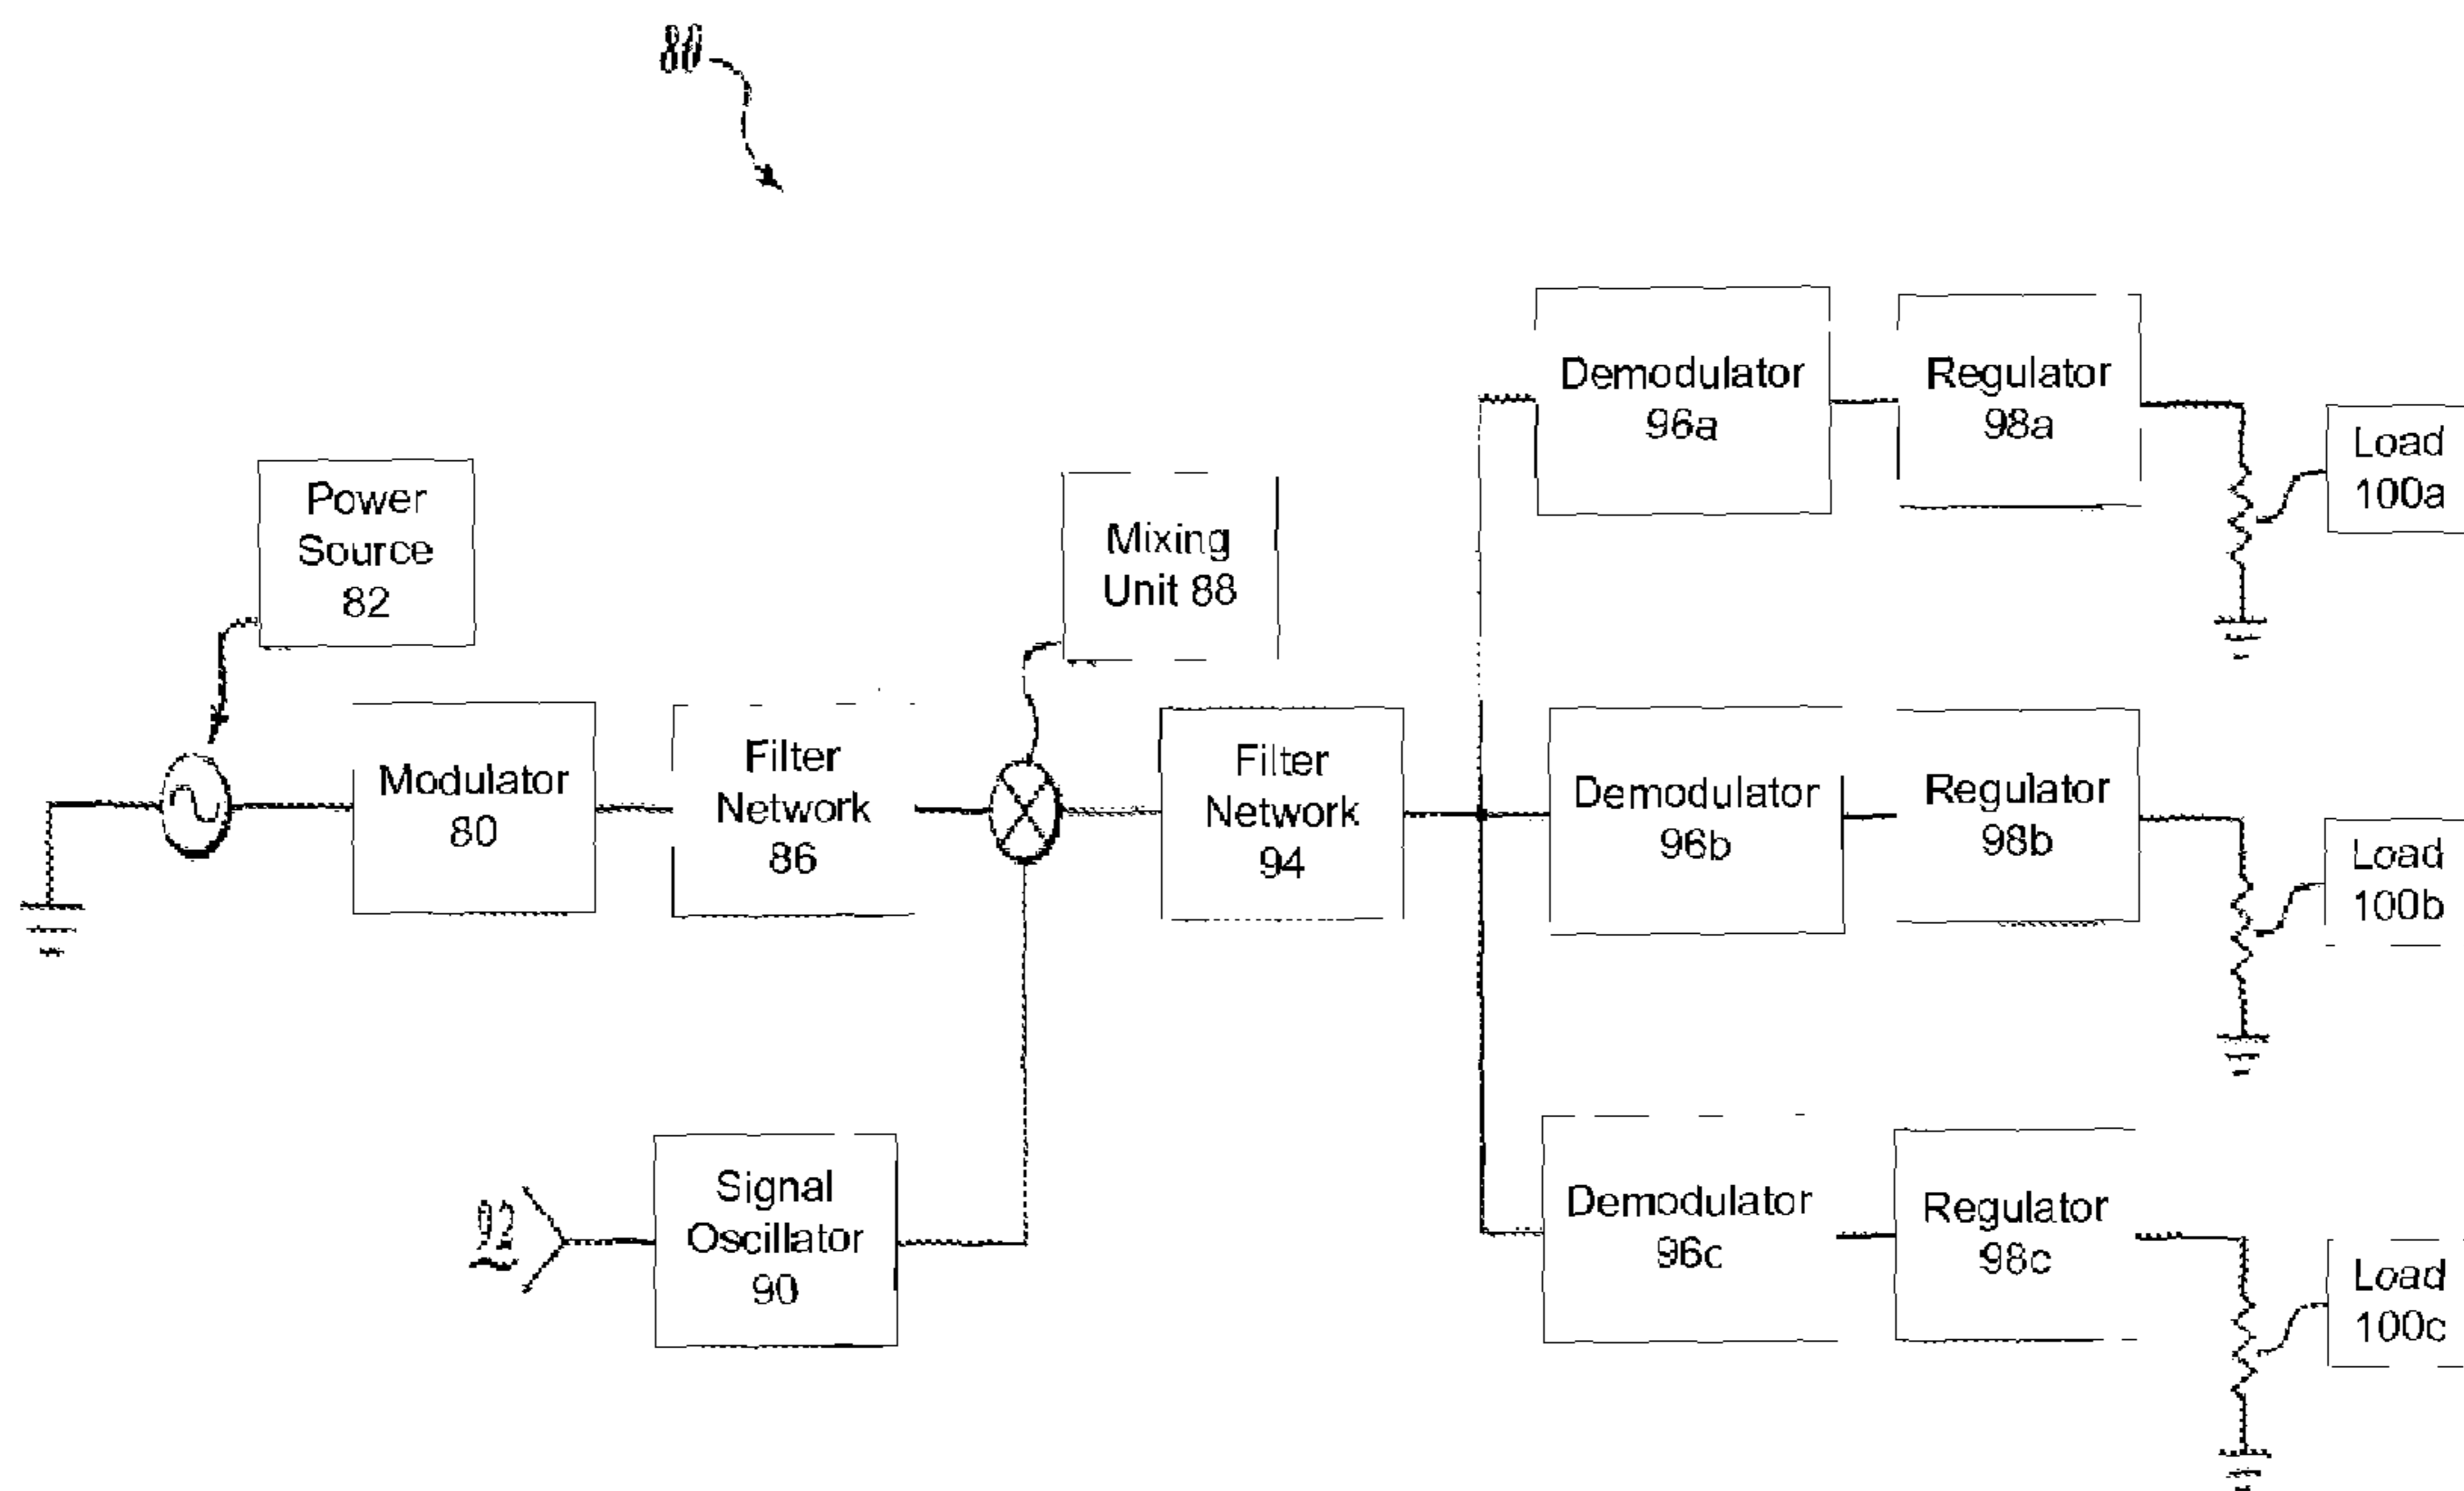 80
Power
Source
82
Modulator
80
Filter
Network
86
Mixing
Unit 88
Signal
Oscillator
90
92
Filter
Network
94
Demodulator
96a
Regulator
98a
Load
100a
Demodulator
96b
Regulator
98b
Load
100b
Demodulator
96c
Regulator
98c
Load
100c